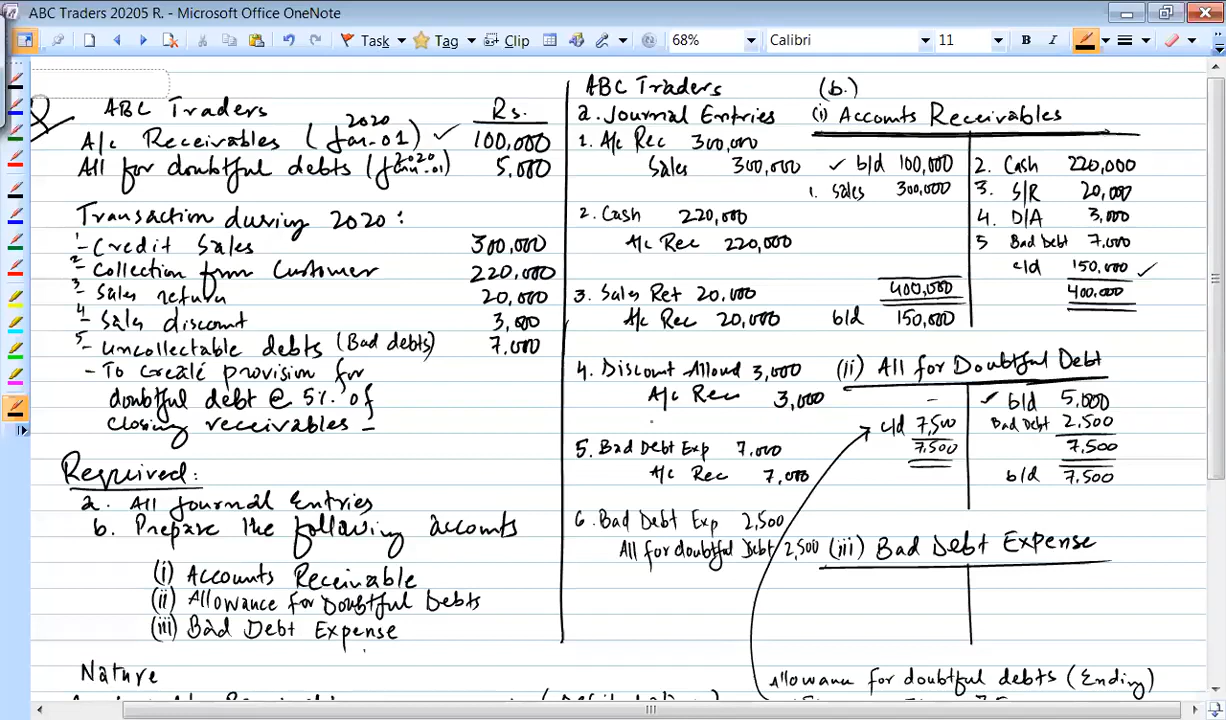 ABC Traders 20205 R. - Microsoft Office OneNote
Task
Tag
Clip
68%
Calibri
11
B
I
ABC Traders
Rs.
A/c Receivables (Jan-01) 2020 100,000
All for doubtful debts (Jan-01) 2020 5,000
Transaction during 2020:
1- Credit Sales 300,000
2- Collection from Customer 220,000
3- Sales return 20,000
4- Sales discount 3,000
5- Uncollectable debts (Bad debts) 7,000
- To create provision for
doubtful debt @ 5% of
closing receivables -
Required:
a. All Journal Entries
b. Prepare the following accounts
(i) Accounts Receivable
(ii) Allowance for Doubtful Debts
(iii) Bad Debt Expense
Nature
ABC Traders
a. Journal Entries
1. A/c Rec 300,000
Sales 300,000
2. Cash 220,000
A/c Rec 220,000
3. Sales Ret 20,000
A/c Rec 20,000
4. Discount Allowd 3,000
A/c Rec 3,000
5. Bad Debt Exp 7,000
A/c Rec 7,000
6. Bad Debt Exp 2,500
All for doubtful Debt 2,500
(b.)
(i) Accounts Receivables
b/d 100,000 2. Cash 220,000
1. Sales 300,000 3. S/R 20,000
4. D/A 3,000
5 Bad Debt 7,000
c/d 150,000
400,000 400,000
b/d 150,000
(ii) All for Doubtful Debt
- b/d 5,000
c/d 7,500 Bad Debt 2,500
7,500 7,500
b/d 7,500
(iii) Bad Debt Expense
Allowance for doubtful debts (Ending)